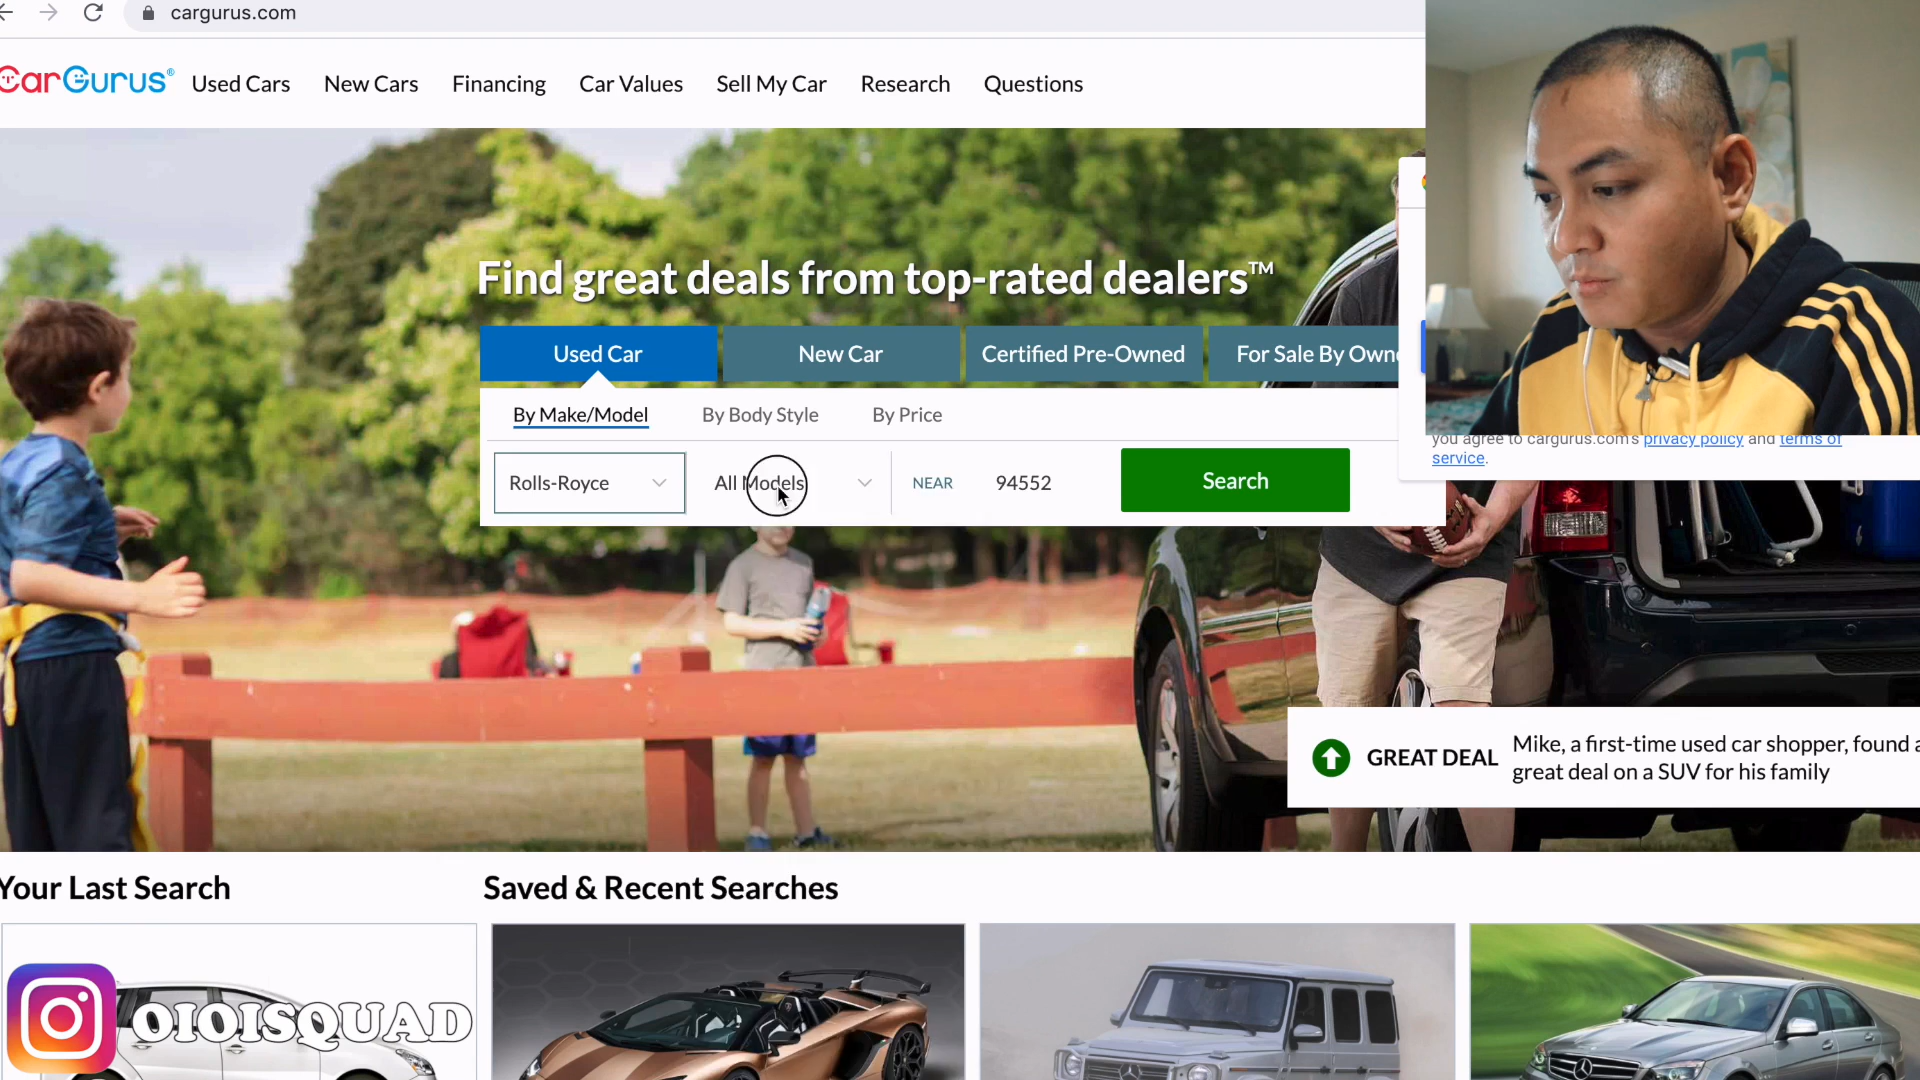 cargurus.com
CarGurus®
Used Cars
New Cars
Financing
Car Values
Sell My Car
Research
Questions
Find great deals from top-rated dealers™
Used Car
New Car
Certified Pre-Owned
For Sale By Owne
By Make/Model
By Body Style
By Price
Rolls-Royce
All Models
NEAR
94552
Search
you agree to cargurus.com's privacy policy and terms of
service.
GREAT DEAL
Mike, a first-time used car shopper, found a
great deal on a SUV for his family
Your Last Search
Saved & Recent Searches
OIOISQUAD